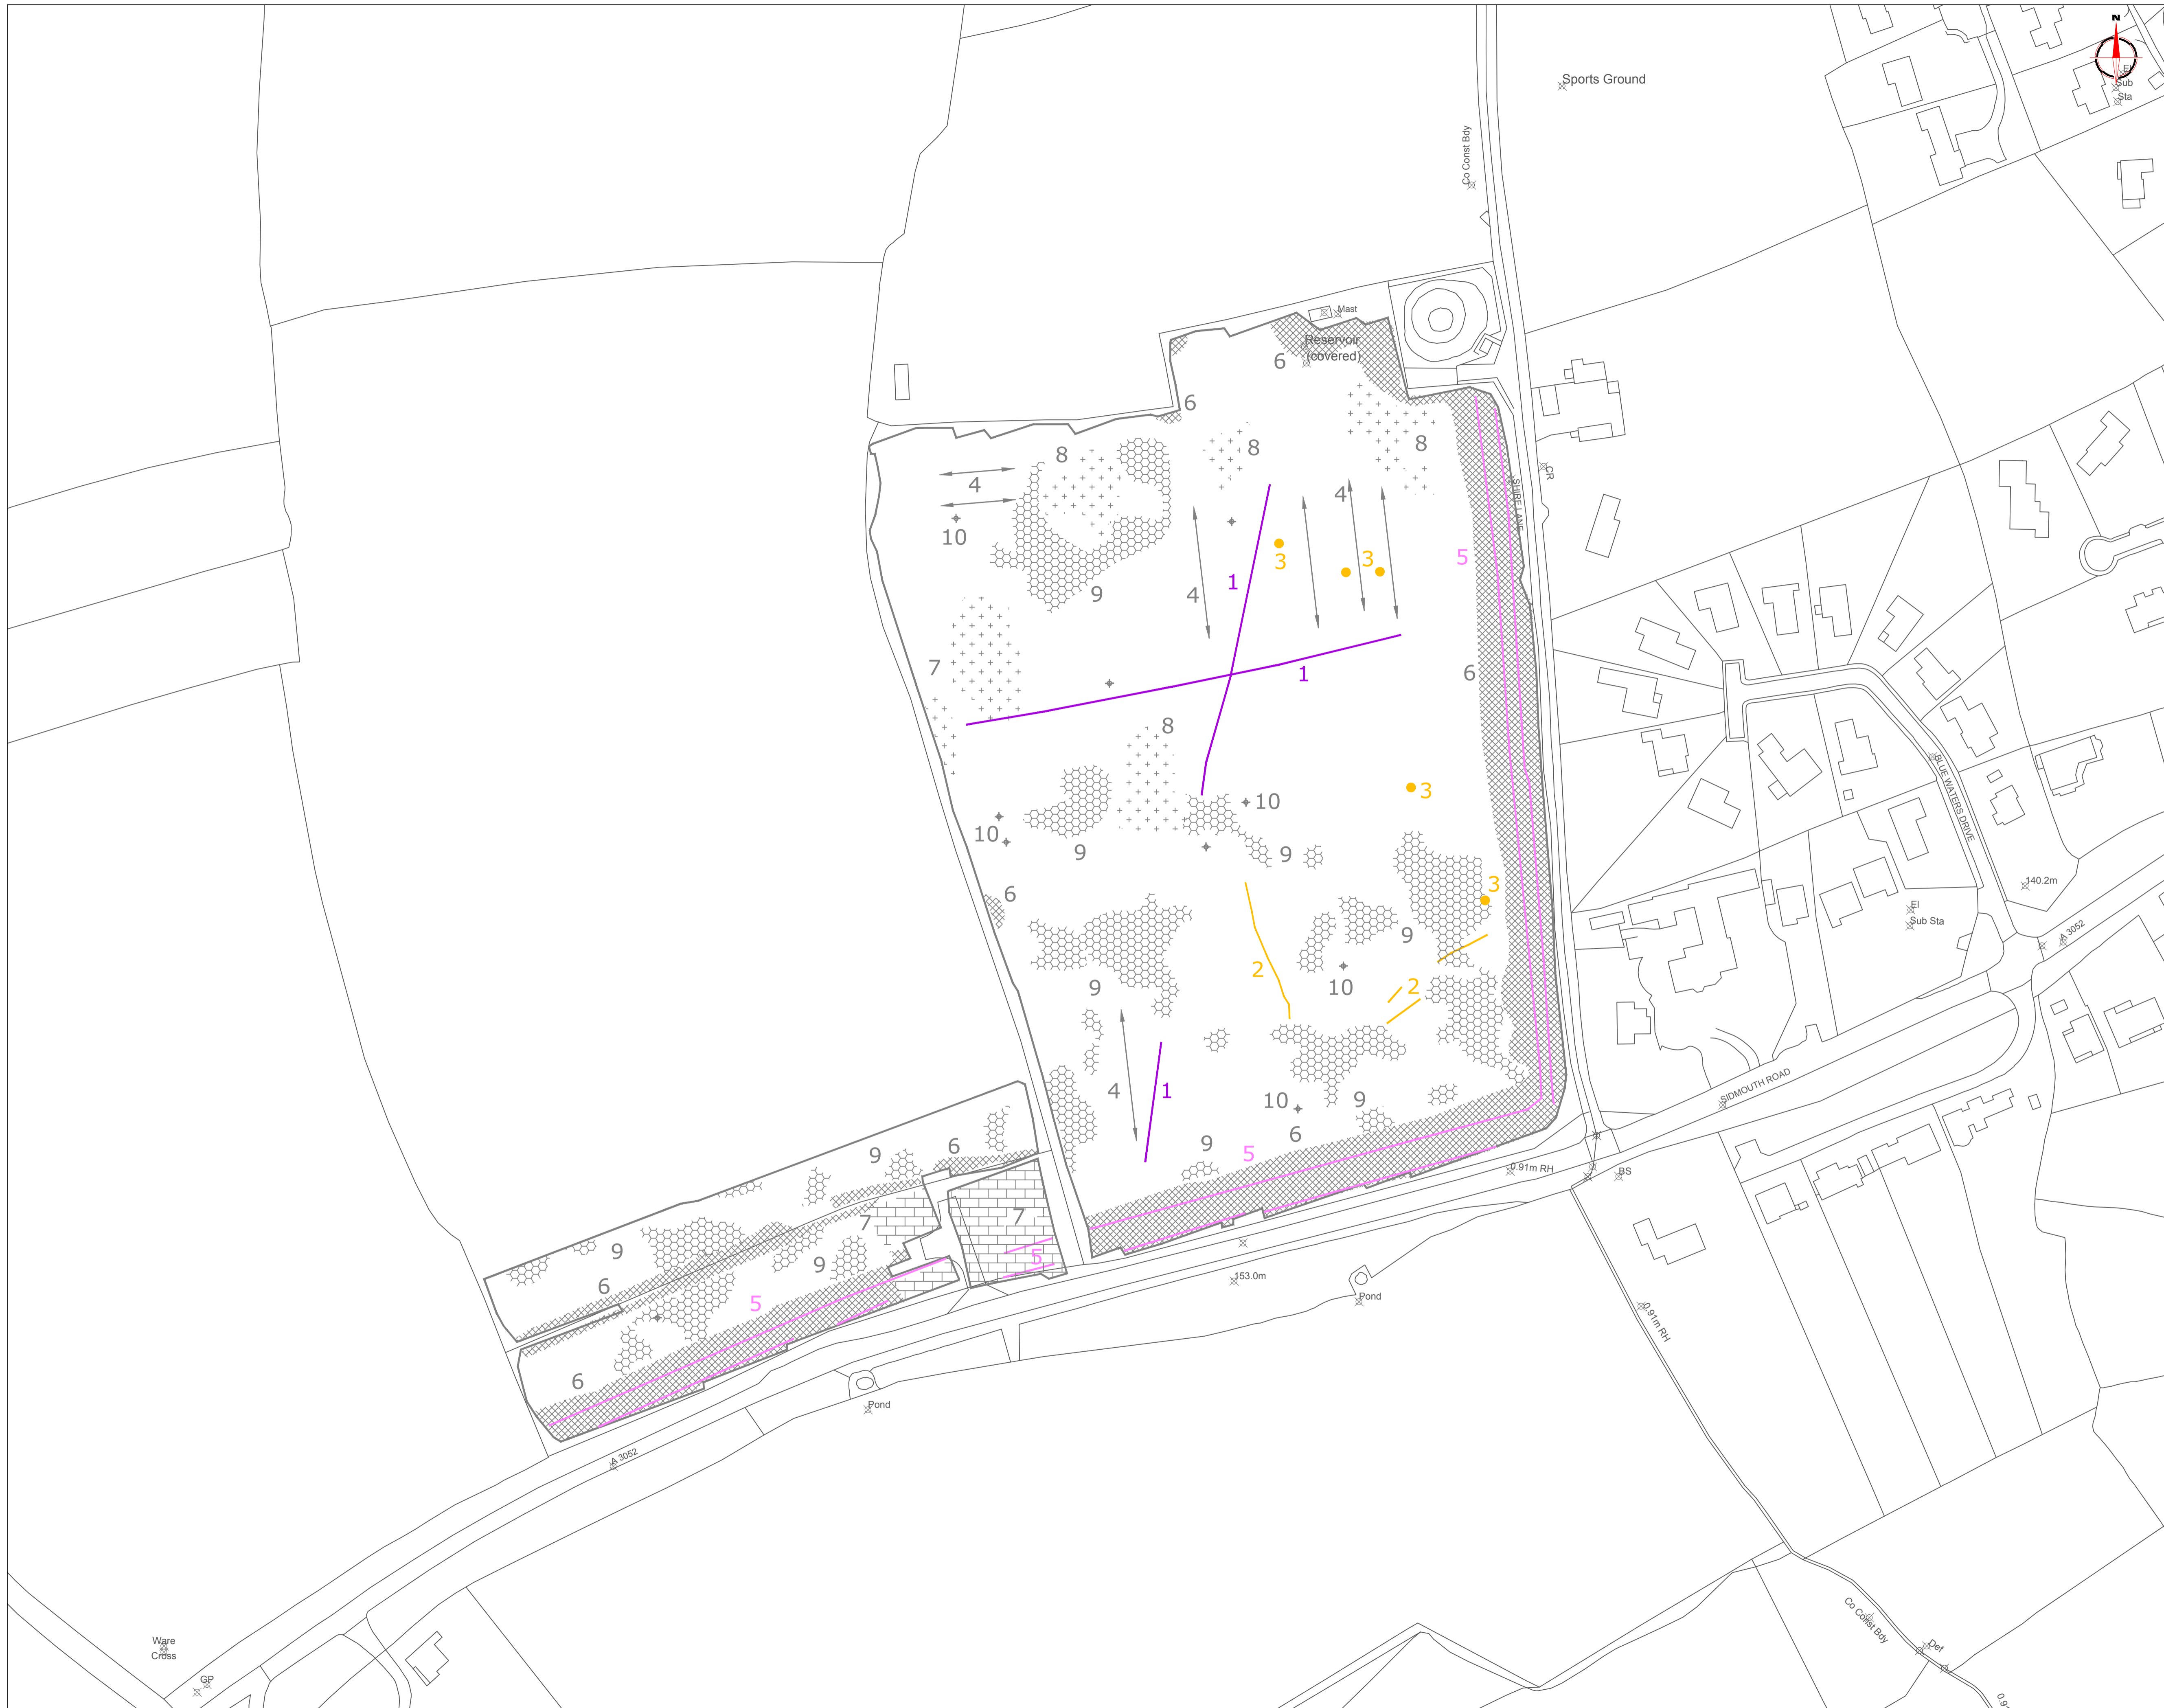 N
Sports Ground
El
Sub
Sta
Co Const Bdy
Mast
Reservoir
(covered)
6
6
8
8
8
4
4
CR
SHIRE LANE
10
3
3
5
1
4
9
7
1
6
8
3
10
10
9
9
BLUE WATERS DRIVE
6
3
140.2m
El
Sub Sta
A 3052
9
2
10
2
9
4
1
10
9
6
SIDMOUTH ROAD
9
5
9
6
0.91m RH
BS
7
7
5
9
9
6
5
153.0m
Pond
0.91m RH
6
Pond
A 3052
Ware
Cross
GP
Co Const Bdy
Def